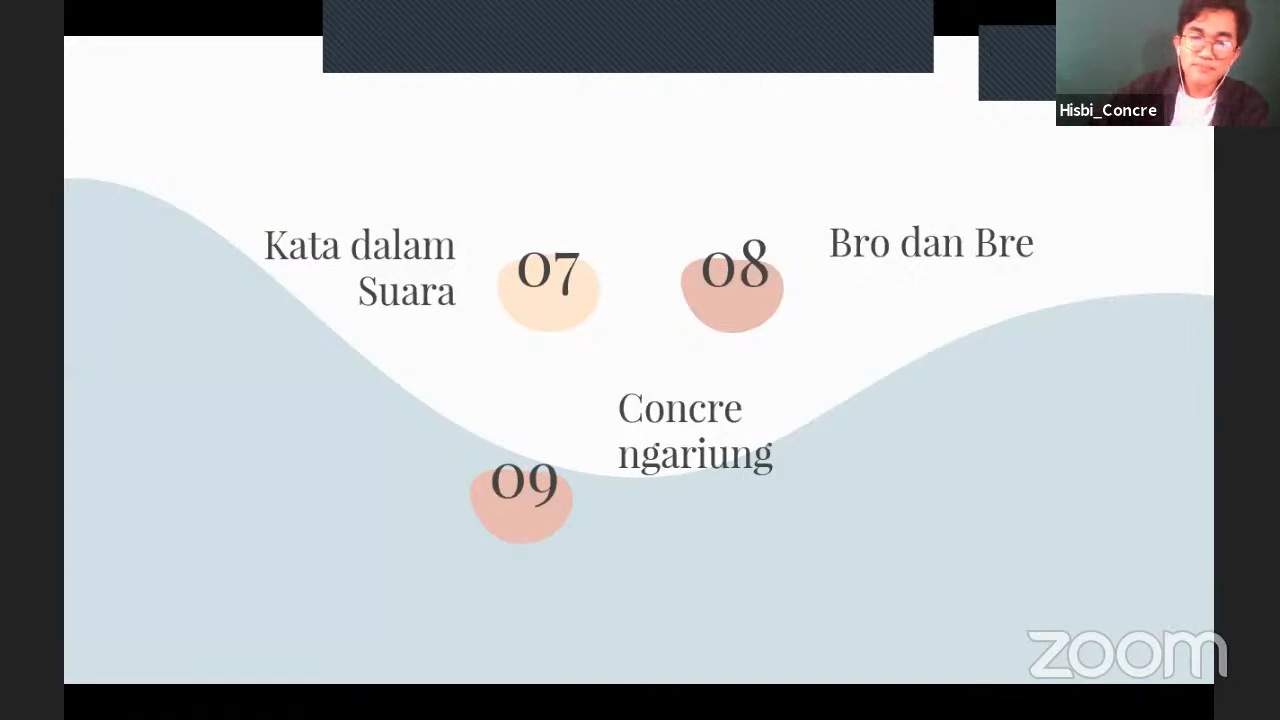 Hisbi_Concre
Kata dalam
Suara
07
08
Bro dan Bre
09
Concre
ngariung
zoom